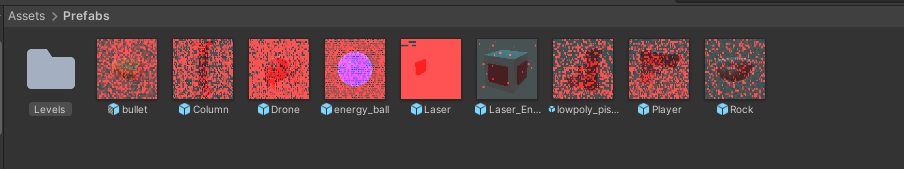 Assets > Prefabs
Levels
bullet
Column
Drone
energy_ball
Laser
Laser_En...
lowpoly_pis...
Player
Rock